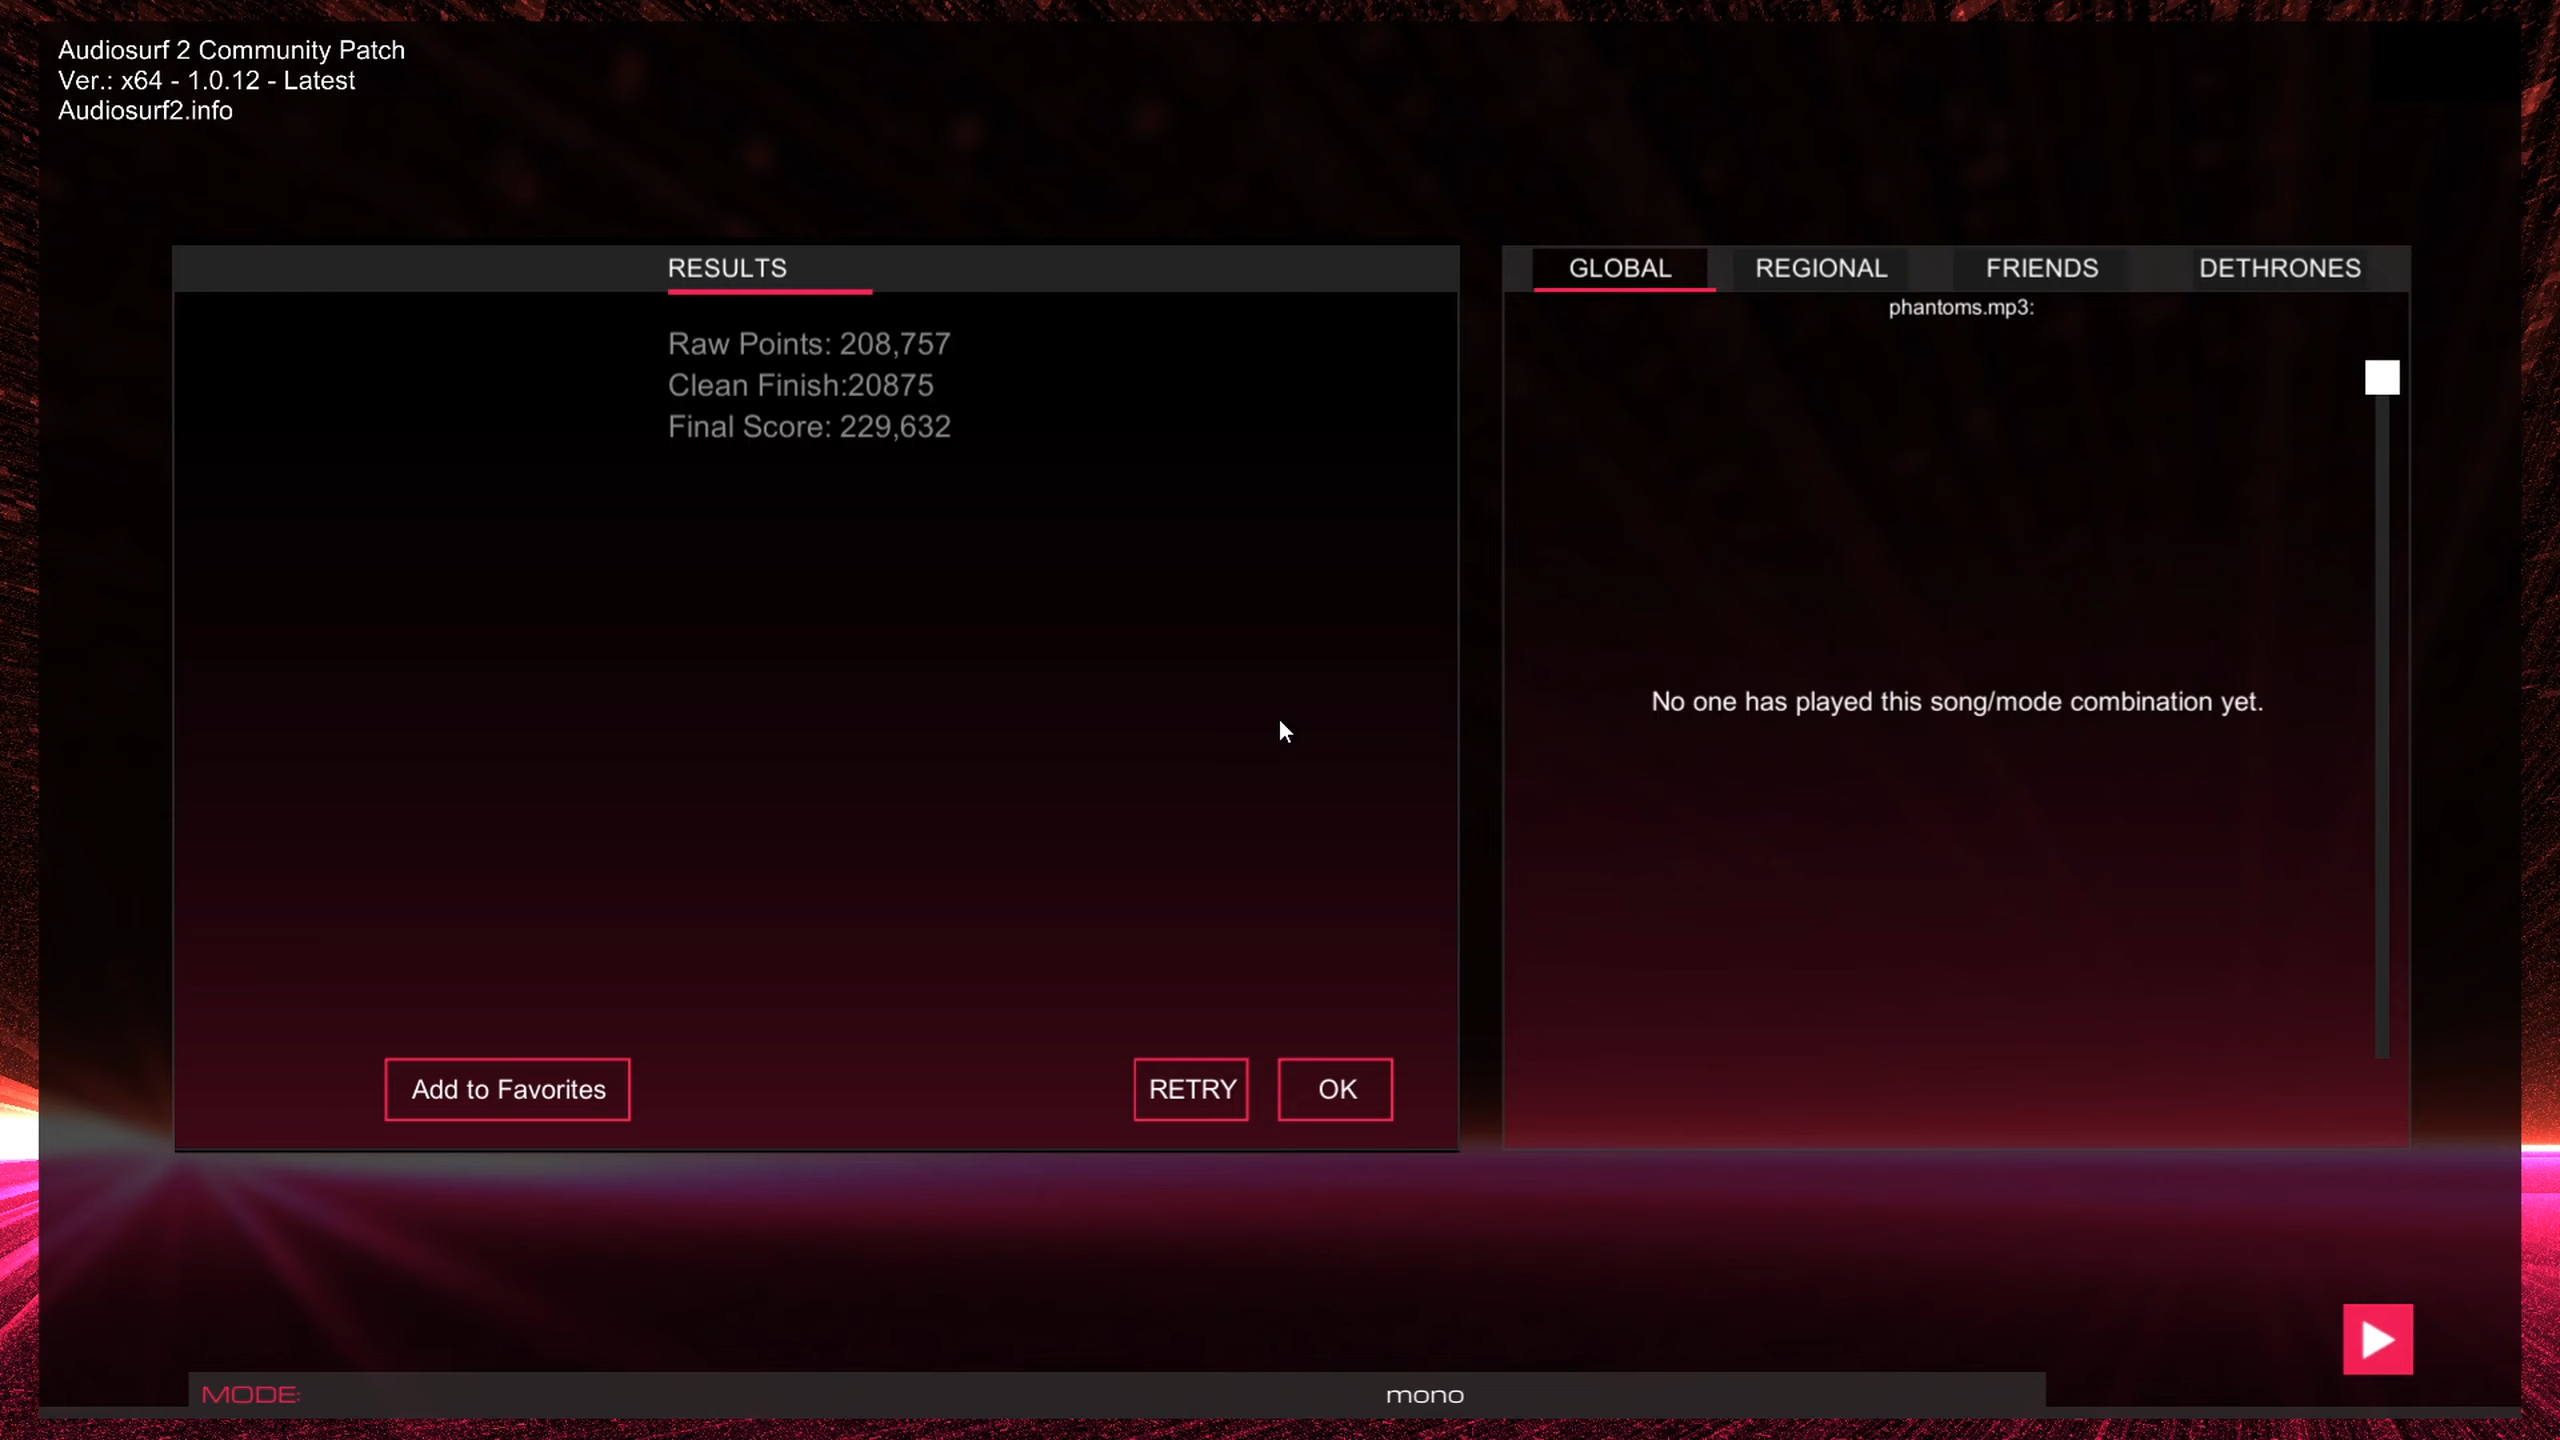 Audiosurf 2 Community Patch
Ver.: x64 - 1.0.12 - Latest
Audiosurf2.info
RESULTS
Raw Points: 208,757
Clean Finish:20875
Final Score: 229,632
Add to Favorites
RETRY
OK
GLOBAL
REGIONAL
FRIENDS
DETHRONES
phantoms.mp3:
No one has played this song/mode combination yet.
MODE:
mono